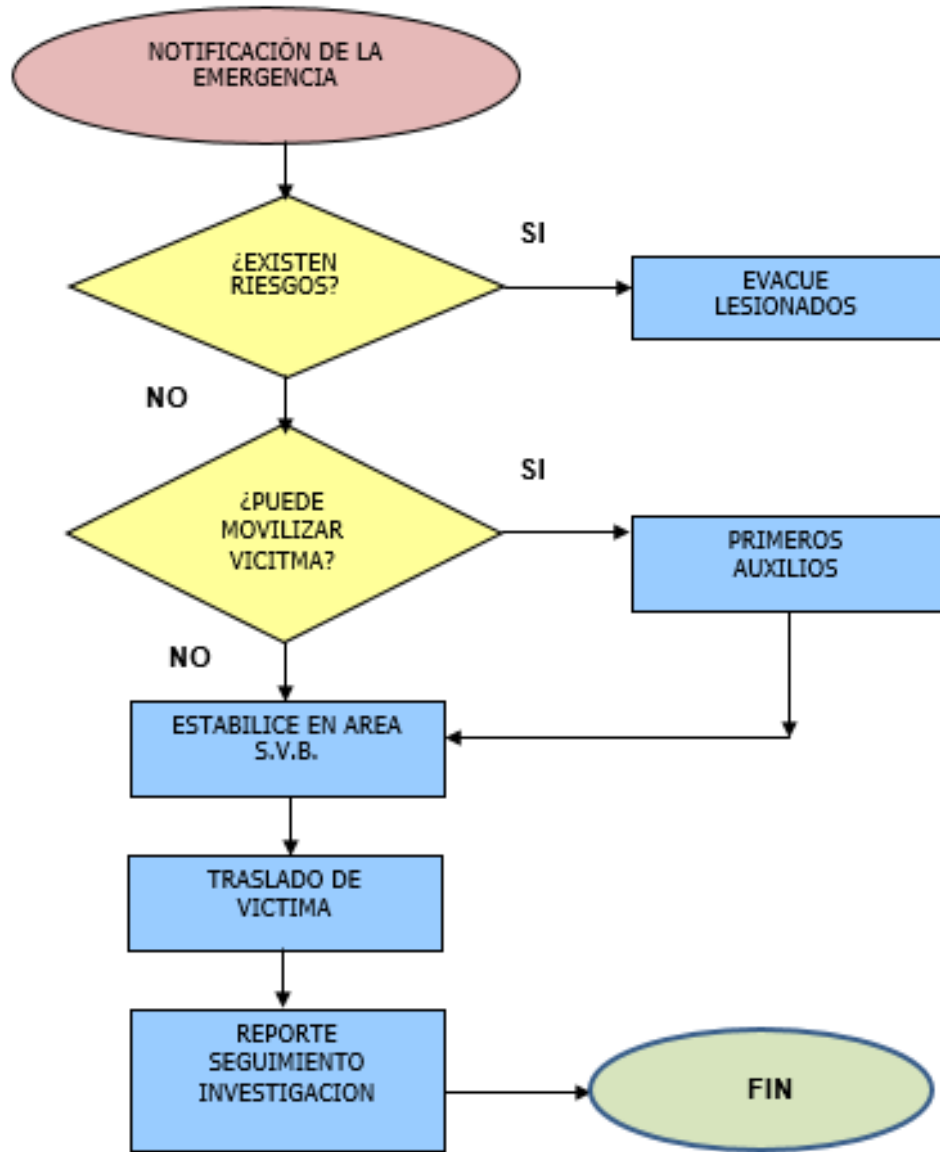 NOTIFICACIÓN DE LA
EMERGENCIA
¿EXISTEN
RIESGOS?
SI
EVACUE
LESIONADOS
NO
¿PUEDE
MOVILIZAR
VICITMA?
SI
PRIMEROS
AUXILIOS
NO
ESTABILICE EN AREA
S.V.B.
TRASLADO DE
VICTIMA
REPORTE
SEGUIMIENTO
INVESTIGACION
FIN